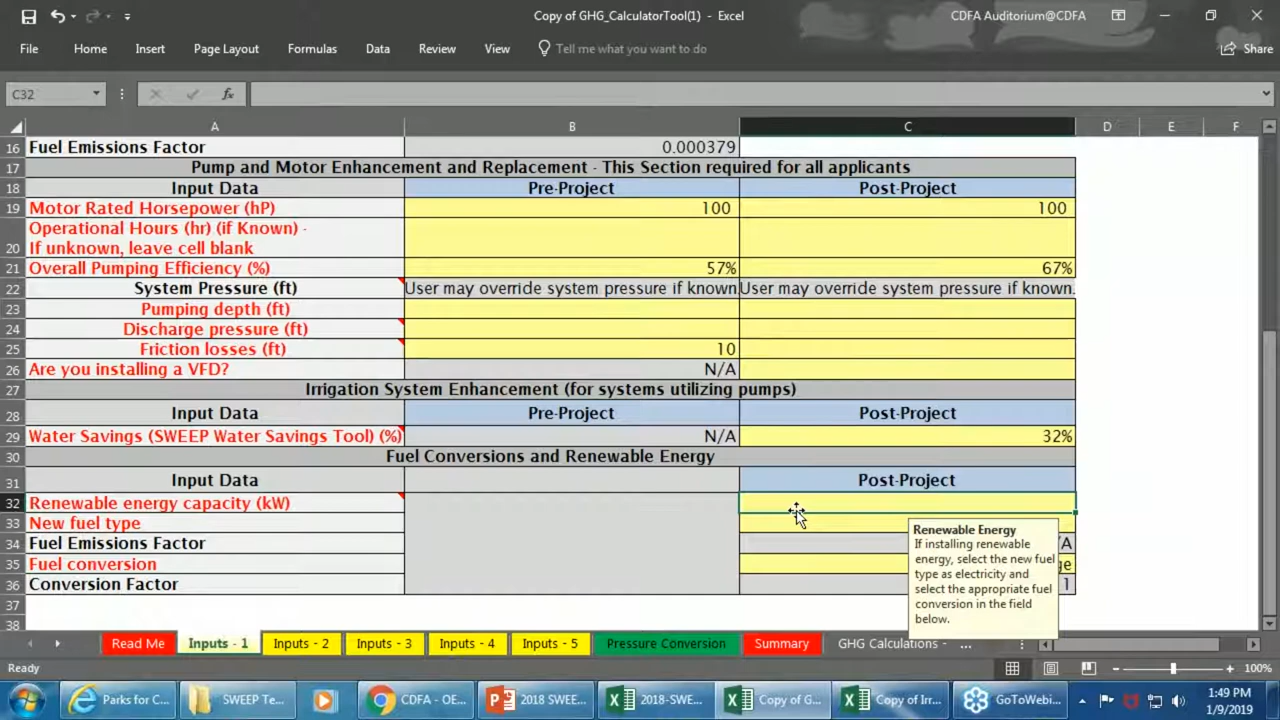 Copy of GHG_CalculatorTool(1) - Excel
CDFA Auditorium@CDFA
File Home Insert Page Layout Formulas Data Review View Tell me what you want to do Share
C32
fx
A B C D E F
16 Fuel Emissions Factor 0.000379
17 Pump and Motor Enhancement and Replacement - This Section required for all applicants
18 Input Data Pre-Project Post-Project
19 Motor Rated Horsepower (hP) 100 100
Operational Hours (hr) (if Known) -
20 If unknown, leave cell blank
21 Overall Pumping Efficiency (%) 57% 67%
22 System Pressure (ft) User may override system pressure if known. User may override system pressure if known.
23 Pumping depth (ft)
24 Discharge pressure (ft)
25 Friction losses (ft) 10
26 Are you installing a VFD? N/A
27 Irrigation System Enhancement (for systems utilizing pumps)
28 Input Data Pre-Project Post-Project
29 Water Savings (SWEEP Water Savings Tool) (%) N/A 32%
30 Fuel Conversions and Renewable Energy
31 Input Data Post-Project
32 Renewable energy capacity (kW)
33 New fuel type
34 Fuel Emissions Factor /A
35 Fuel conversion ge
36 Conversion Factor 1
37
38
Renewable Energy
If installing renewable
energy, select the new fuel
type as electricity and
select the appropriate fuel
conversion in the field
below.
Read Me Inputs - 1 Inputs - 2 Inputs - 3 Inputs - 4 Inputs - 5 Pressure Conversion Summary GHG Calculations - ...
Ready 100%
Parks for C... SWEEP Te... CDFA - OE... 2018 SWEE... 2018-SWE... Copy of G... Copy of Irr... GoToWebi...
1:49 PM
1/9/2019